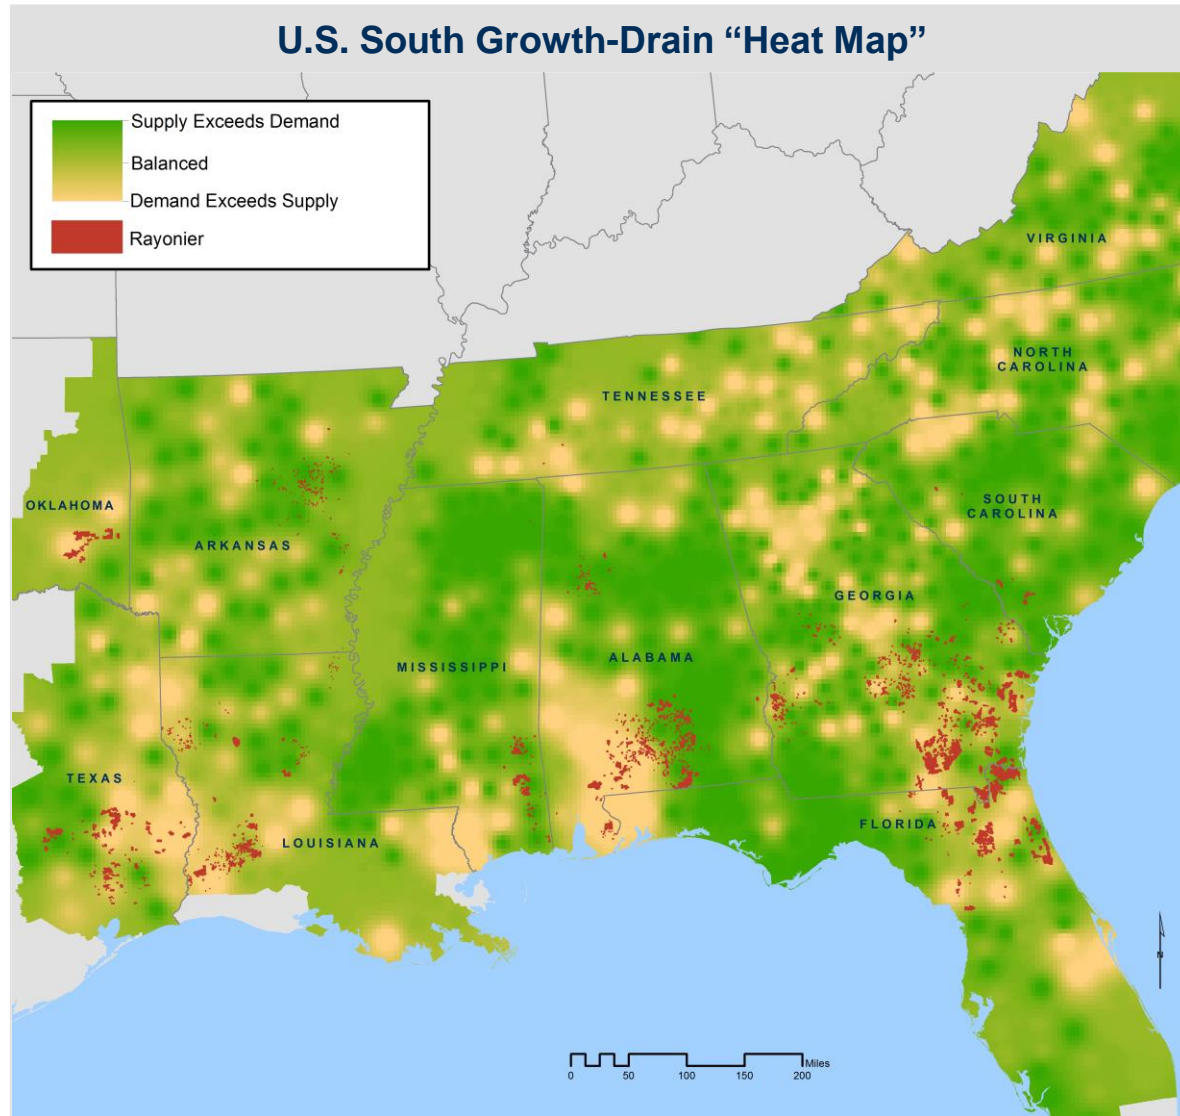 U.S. South Growth-Drain “Heat Map”
Supply Exceeds Demand
Balanced
Demand Exceeds Supply
Rayonier
VIRGINIA
NORTH
CAROLINA
TENNESSEE
OKLAHOMA
ARKANSAS
SOUTH
CAROLINA
GEORGIA
MISSISSIPPI
ALABAMA
TEXAS
LOUISIANA
FLORIDA
N
Miles
0 50 100 150 200